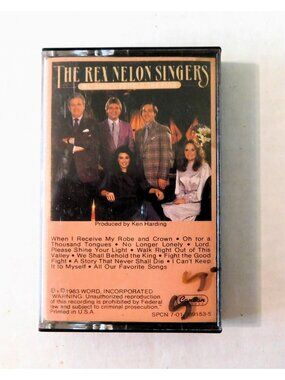 THE REX NELON SINGERS
Produced by Ken Harding
When I Receive My Robe and Crown • Oh for a
Thousand Tongues • No Longer Lonely • Lord,
Please Shine Your Light • Walk Right Out of This
Valley • We Shall Behold the King • Fight the Good
Fight • A Story That Never Shall Die • I Can't Keep
It to Myself • All Our Favorite Songs
© ℗ 1983 WORD, INCORPORATED
WARNING: Unauthorized reproduction
of this recording is prohibited by Federal
law and subject to criminal prosecution.
Printed in U.S.A.
Canaan
SPCN 7-01-